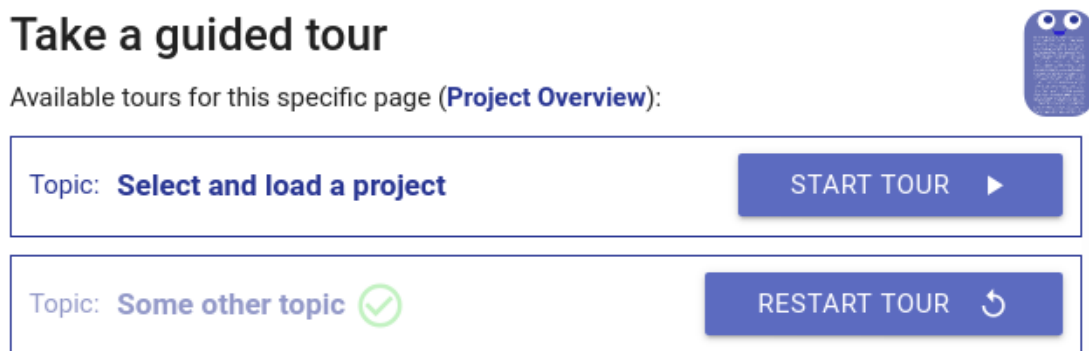 Take a guided tour
Available tours for this specific page (Project Overview):
Topic: Select and load a project
START TOUR
Topic: Some other topic
RESTART TOUR